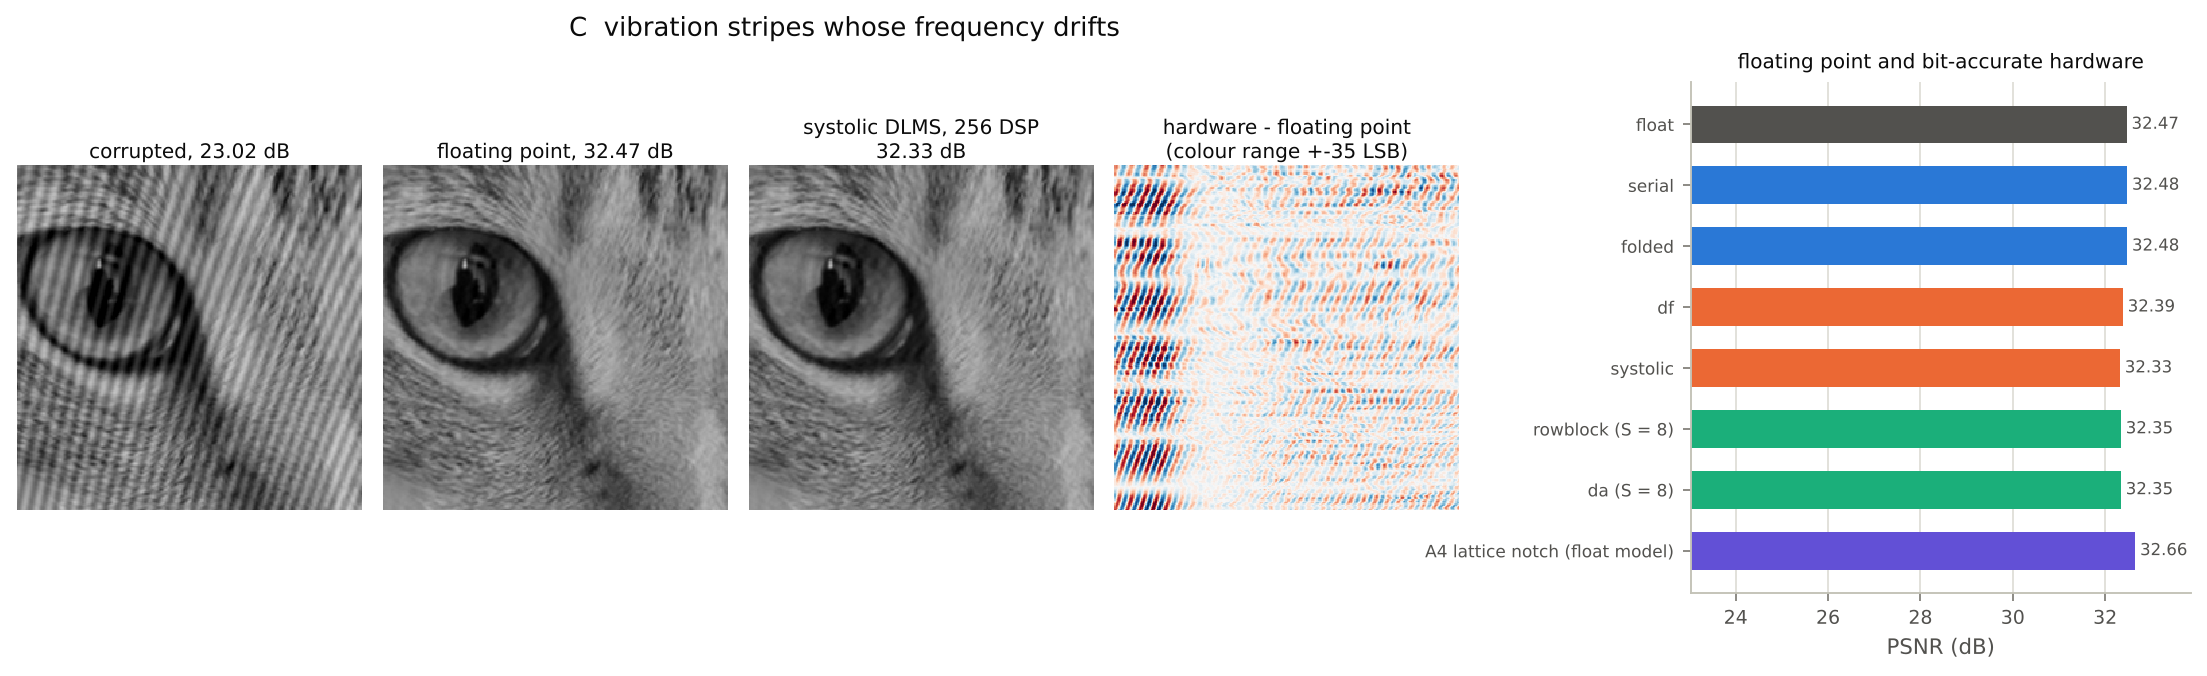 C  vibration stripes whose frequency drifts
corrupted, 23.02 dB
floating point, 32.47 dB
systolic DLMS, 256 DSP
32.33 dB
hardware - floating point
(colour range +-35 LSB)
floating point and bit-accurate hardware
float
32.47
serial
32.48
folded
32.48
df
32.39
systolic
32.33
rowblock (S = 8)
32.35
da (S = 8)
32.35
A4 lattice notch (float model)
32.66
24 26 28 30 32
PSNR (dB)